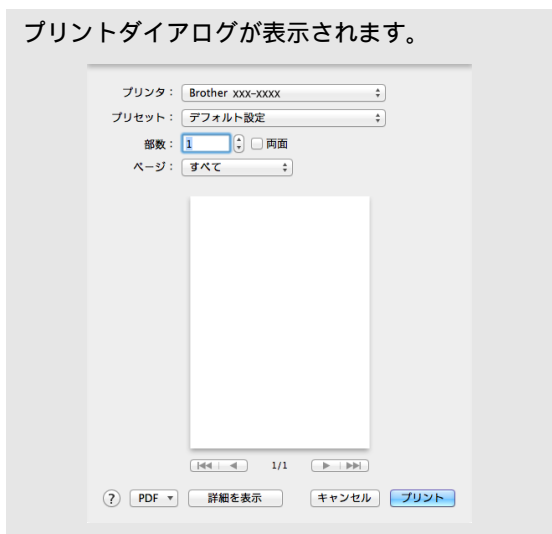 プリントダイアログが表示されます。
プリンタ： Brother xxx-xxxx
プリセット： デフォルト設定
部数： 1 両面
ページ： すべて
1/1
? PDF 詳細を表示 キャンセル プリント